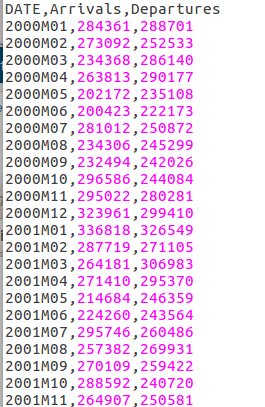 DATE,Arrivals,Departures
2000M01,284361,288701
2000M02,273092,252533
2000M03,234368,286140
2000M04,263813,290177
2000M05,202172,235108
2000M06,200423,222173
2000M07,281012,250872
2000M08,234306,245299
2000M09,232494,242026
2000M10,296586,244084
2000M11,295022,280281
2000M12,323961,299410
2001M01,336818,326549
2001M02,287719,271105
2001M03,264181,306983
2001M04,271410,295370
2001M05,214684,246359
2001M06,224260,243564
2001M07,295746,260486
2001M08,257382,269931
2001M09,270109,259422
2001M10,288592,240720
2001M11,264907,250581